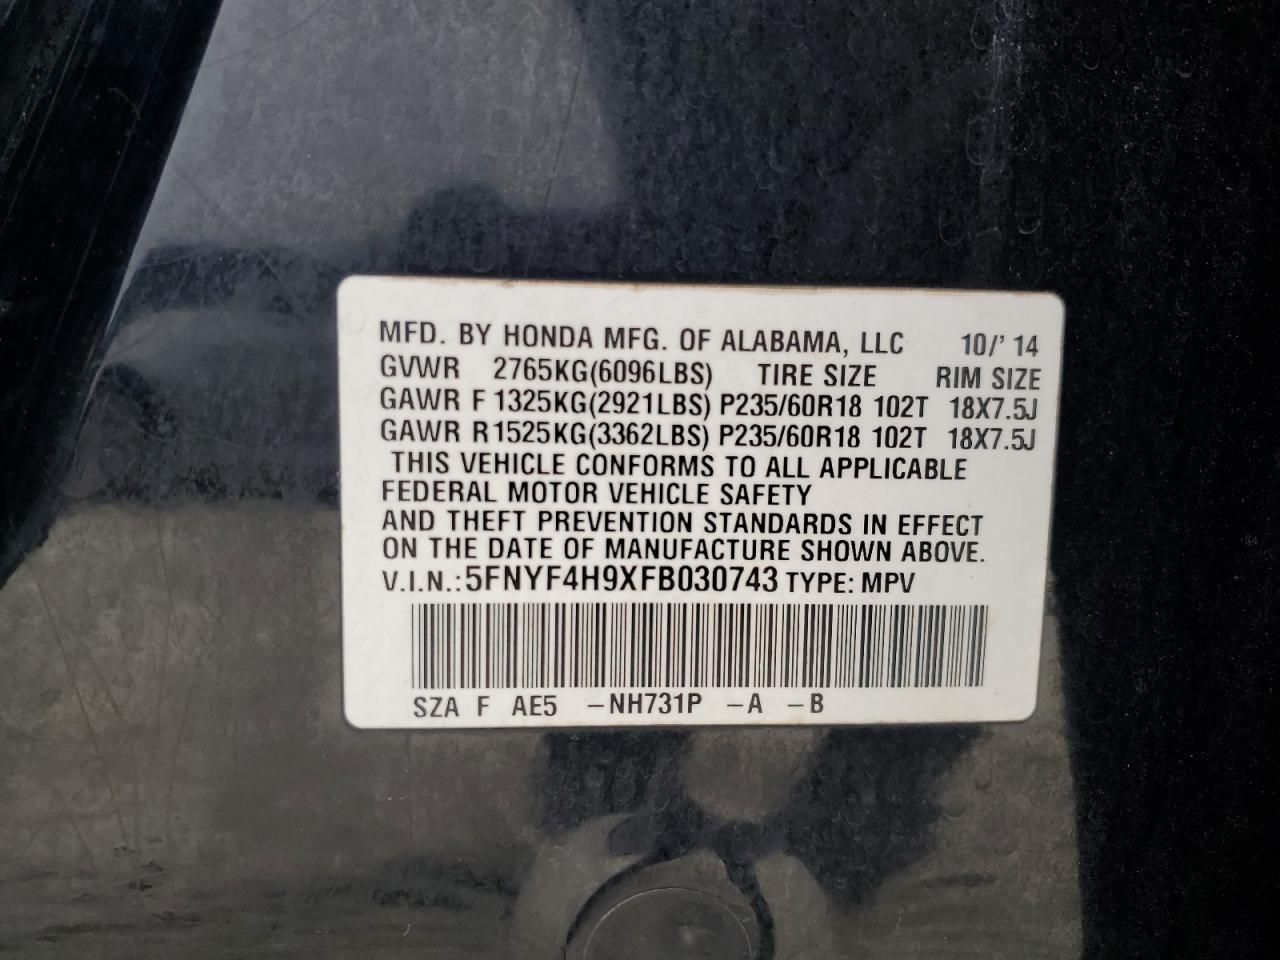 MFD. BY HONDA MFG. OF ALABAMA, LLC 10/' 14
GVWR 2765KG(6096LBS) TIRE SIZE RIM SIZE
GAWR F 1325KG(2921LBS) P235/60R18 102T 18X7.5J
GAWR R1525KG(3362LBS) P235/60R18 102T 18X7.5J
THIS VEHICLE CONFORMS TO ALL APPLICABLE
FEDERAL MOTOR VEHICLE SAFETY
AND THEFT PREVENTION STANDARDS IN EFFECT
ON THE DATE OF MANUFACTURE SHOWN ABOVE.
V.I.N.: 5FNYF4H9XFB030743 TYPE: MPV
SZA F AE5 –NH731P –A –B